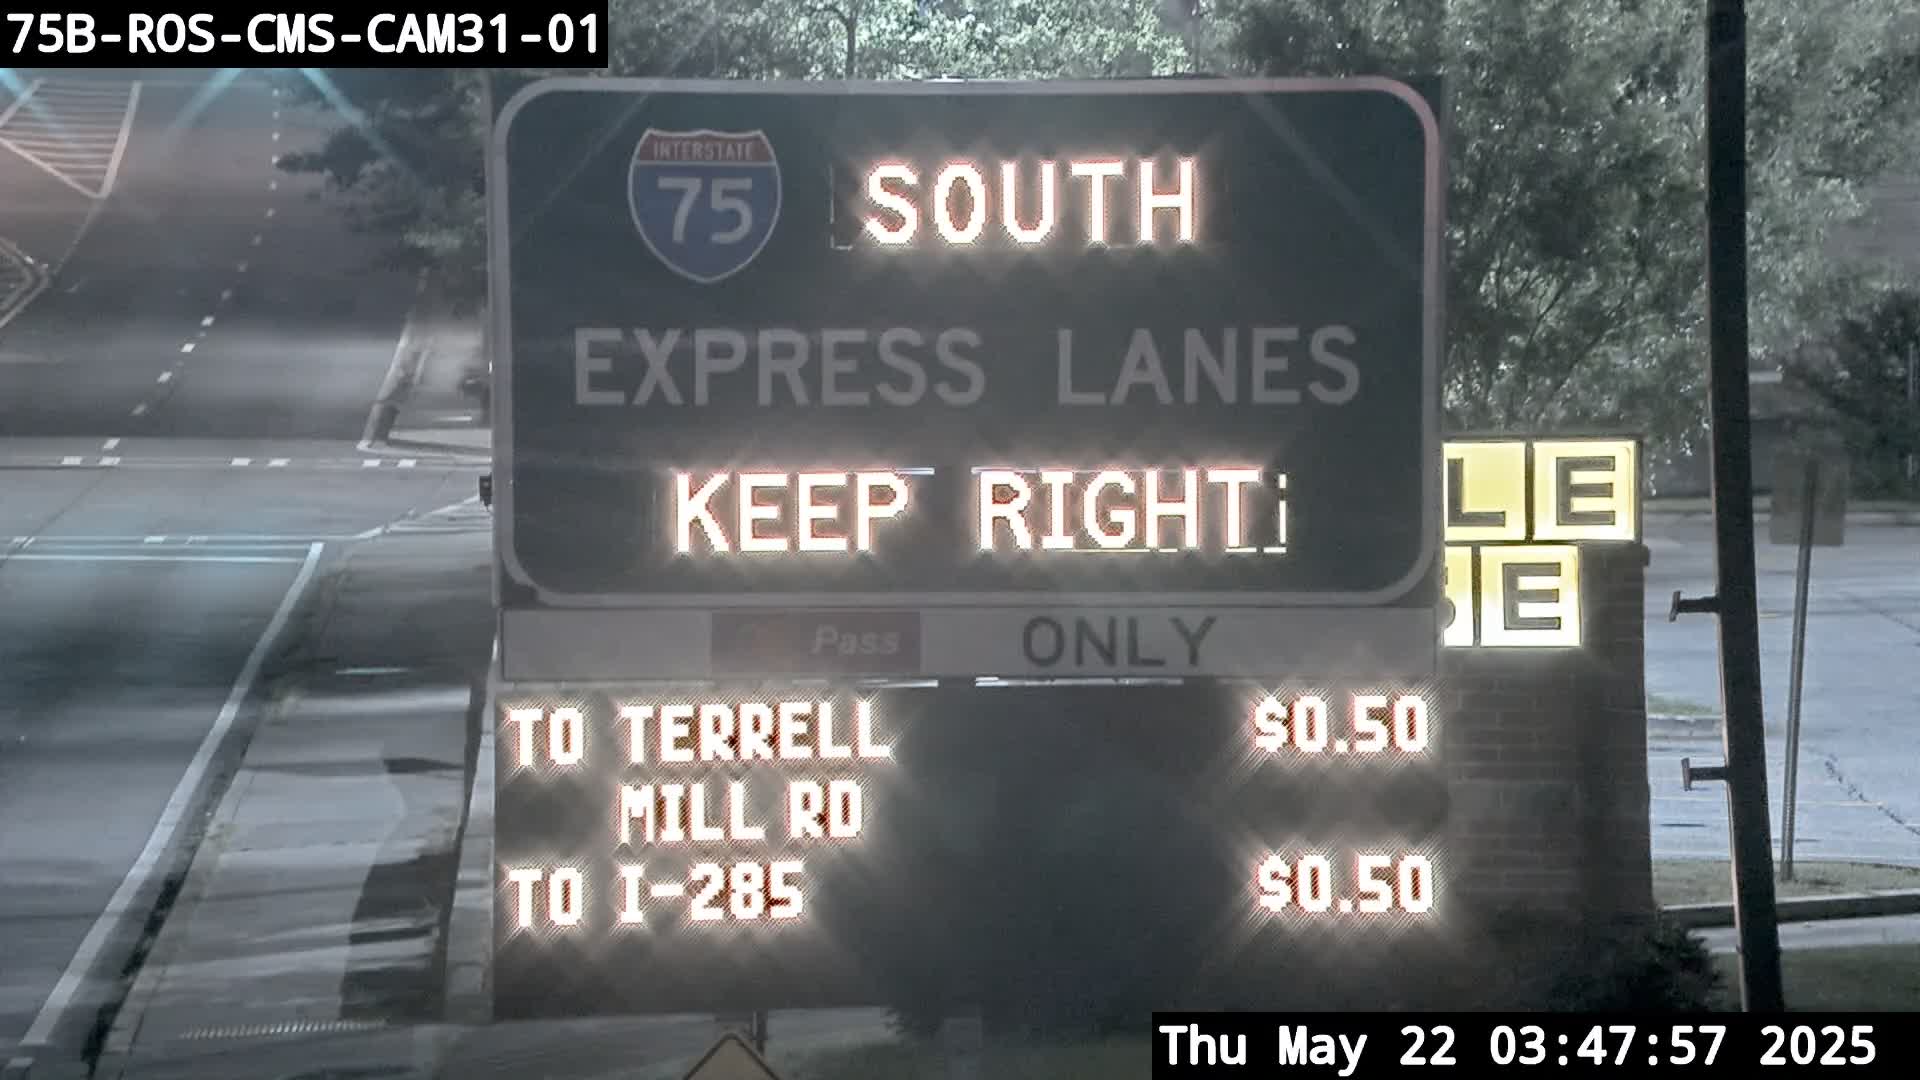 75B-ROS-CMS-CAM31-01
INTERSTATE
75
SOUTH
EXPRESS LANES
KEEP RIGHT
Pass ONLY
TO TERRELL $0.50
MILL RD
TO I-285 $0.50
LE
E
Thu May 22 03:47:57 2025